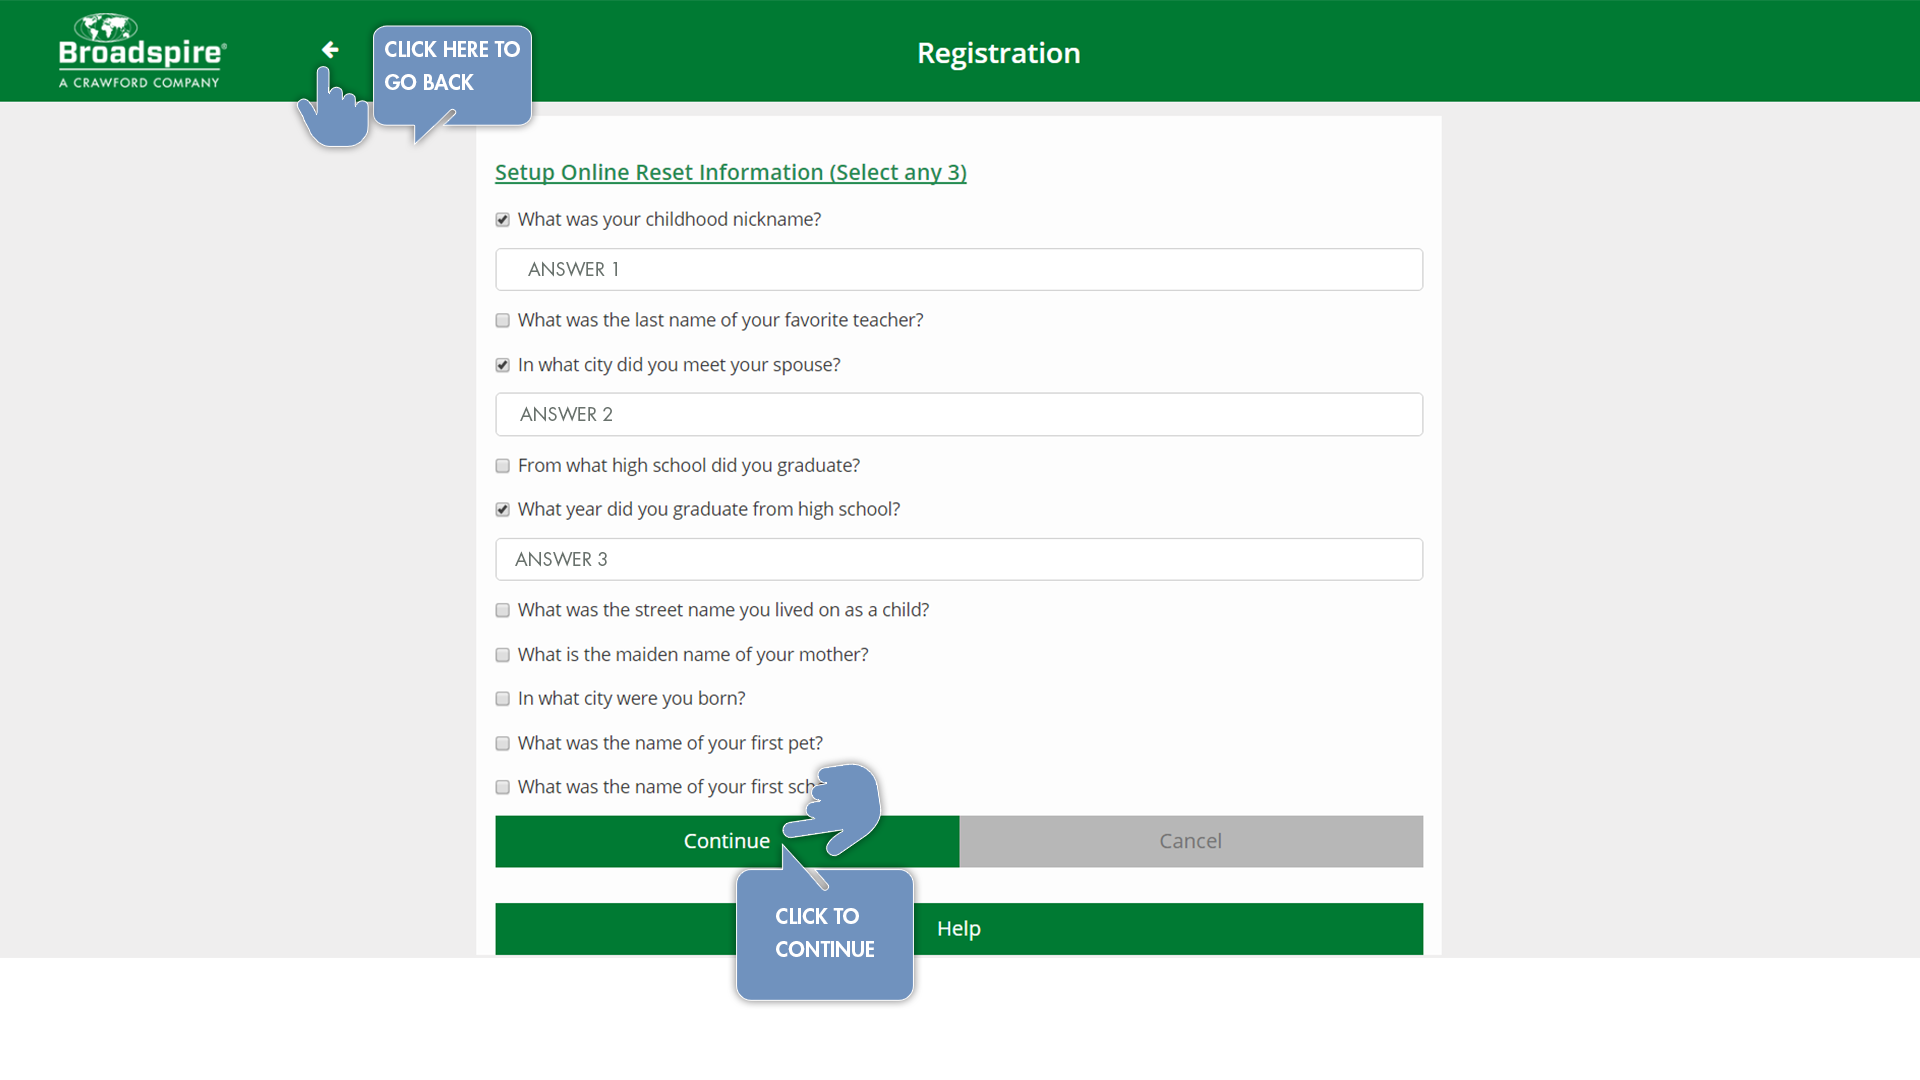 Broadspire®
A CRAWFORD COMPANY
CLICK HERE TO
GO BACK
Registration
Setup Online Reset Information (Select any 3)
What was your childhood nickname?
ANSWER 1
What was the last name of your favorite teacher?
In what city did you meet your spouse?
ANSWER 2
From what high school did you graduate?
What year did you graduate from high school?
ANSWER 3
What was the street name you lived on as a child?
What is the maiden name of your mother?
In what city were you born?
What was the name of your first pet?
What was the name of your first
Continue
Cancel
CLICK TO
CONTINUE
Help